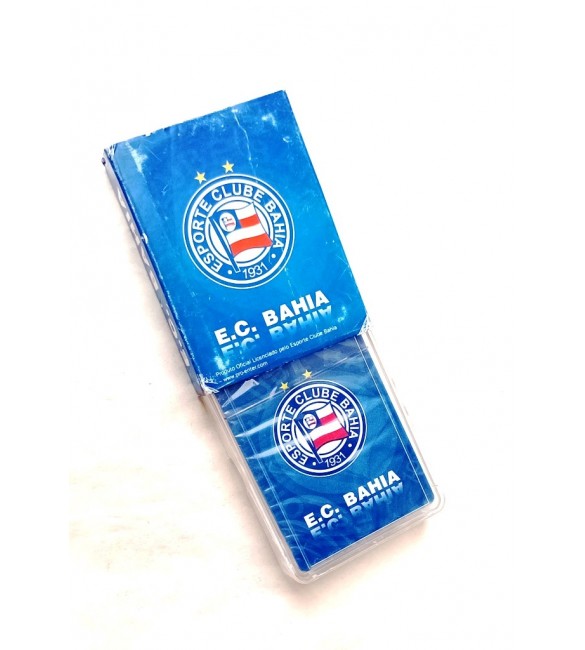 ESPORTE CLUBE BAHIA
1931
E.C. BAHIA
Produto Oficial Licenciado pelo Esporte Clube Bahia
ESPORTE CLUBE BAHIA
1931
E.C. BAHIA